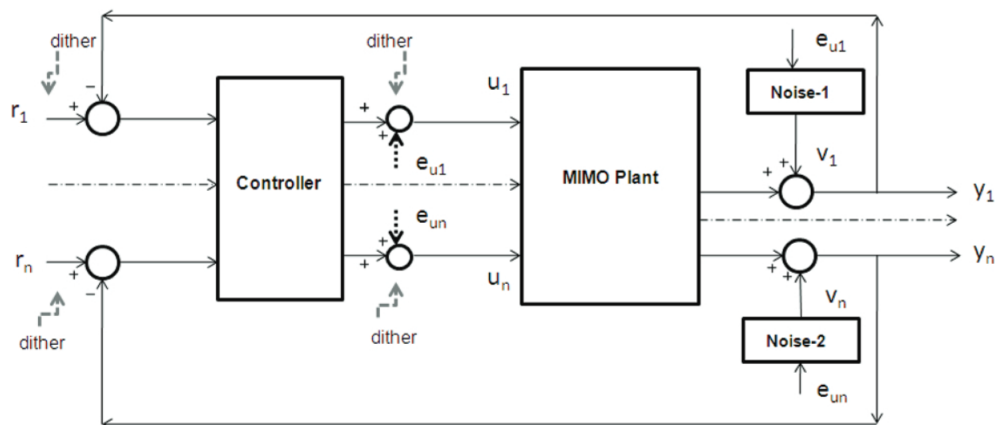 dither
dither
e_u1
Noise-1
r_1
−
+
+
+
u_1
+
+
v_1
e_u1
Controller
MIMO Plant
y_1
e_un
r_n
+
−
+
+
u_n
+
+
y_n
v_n
dither
dither
Noise-2
e_un